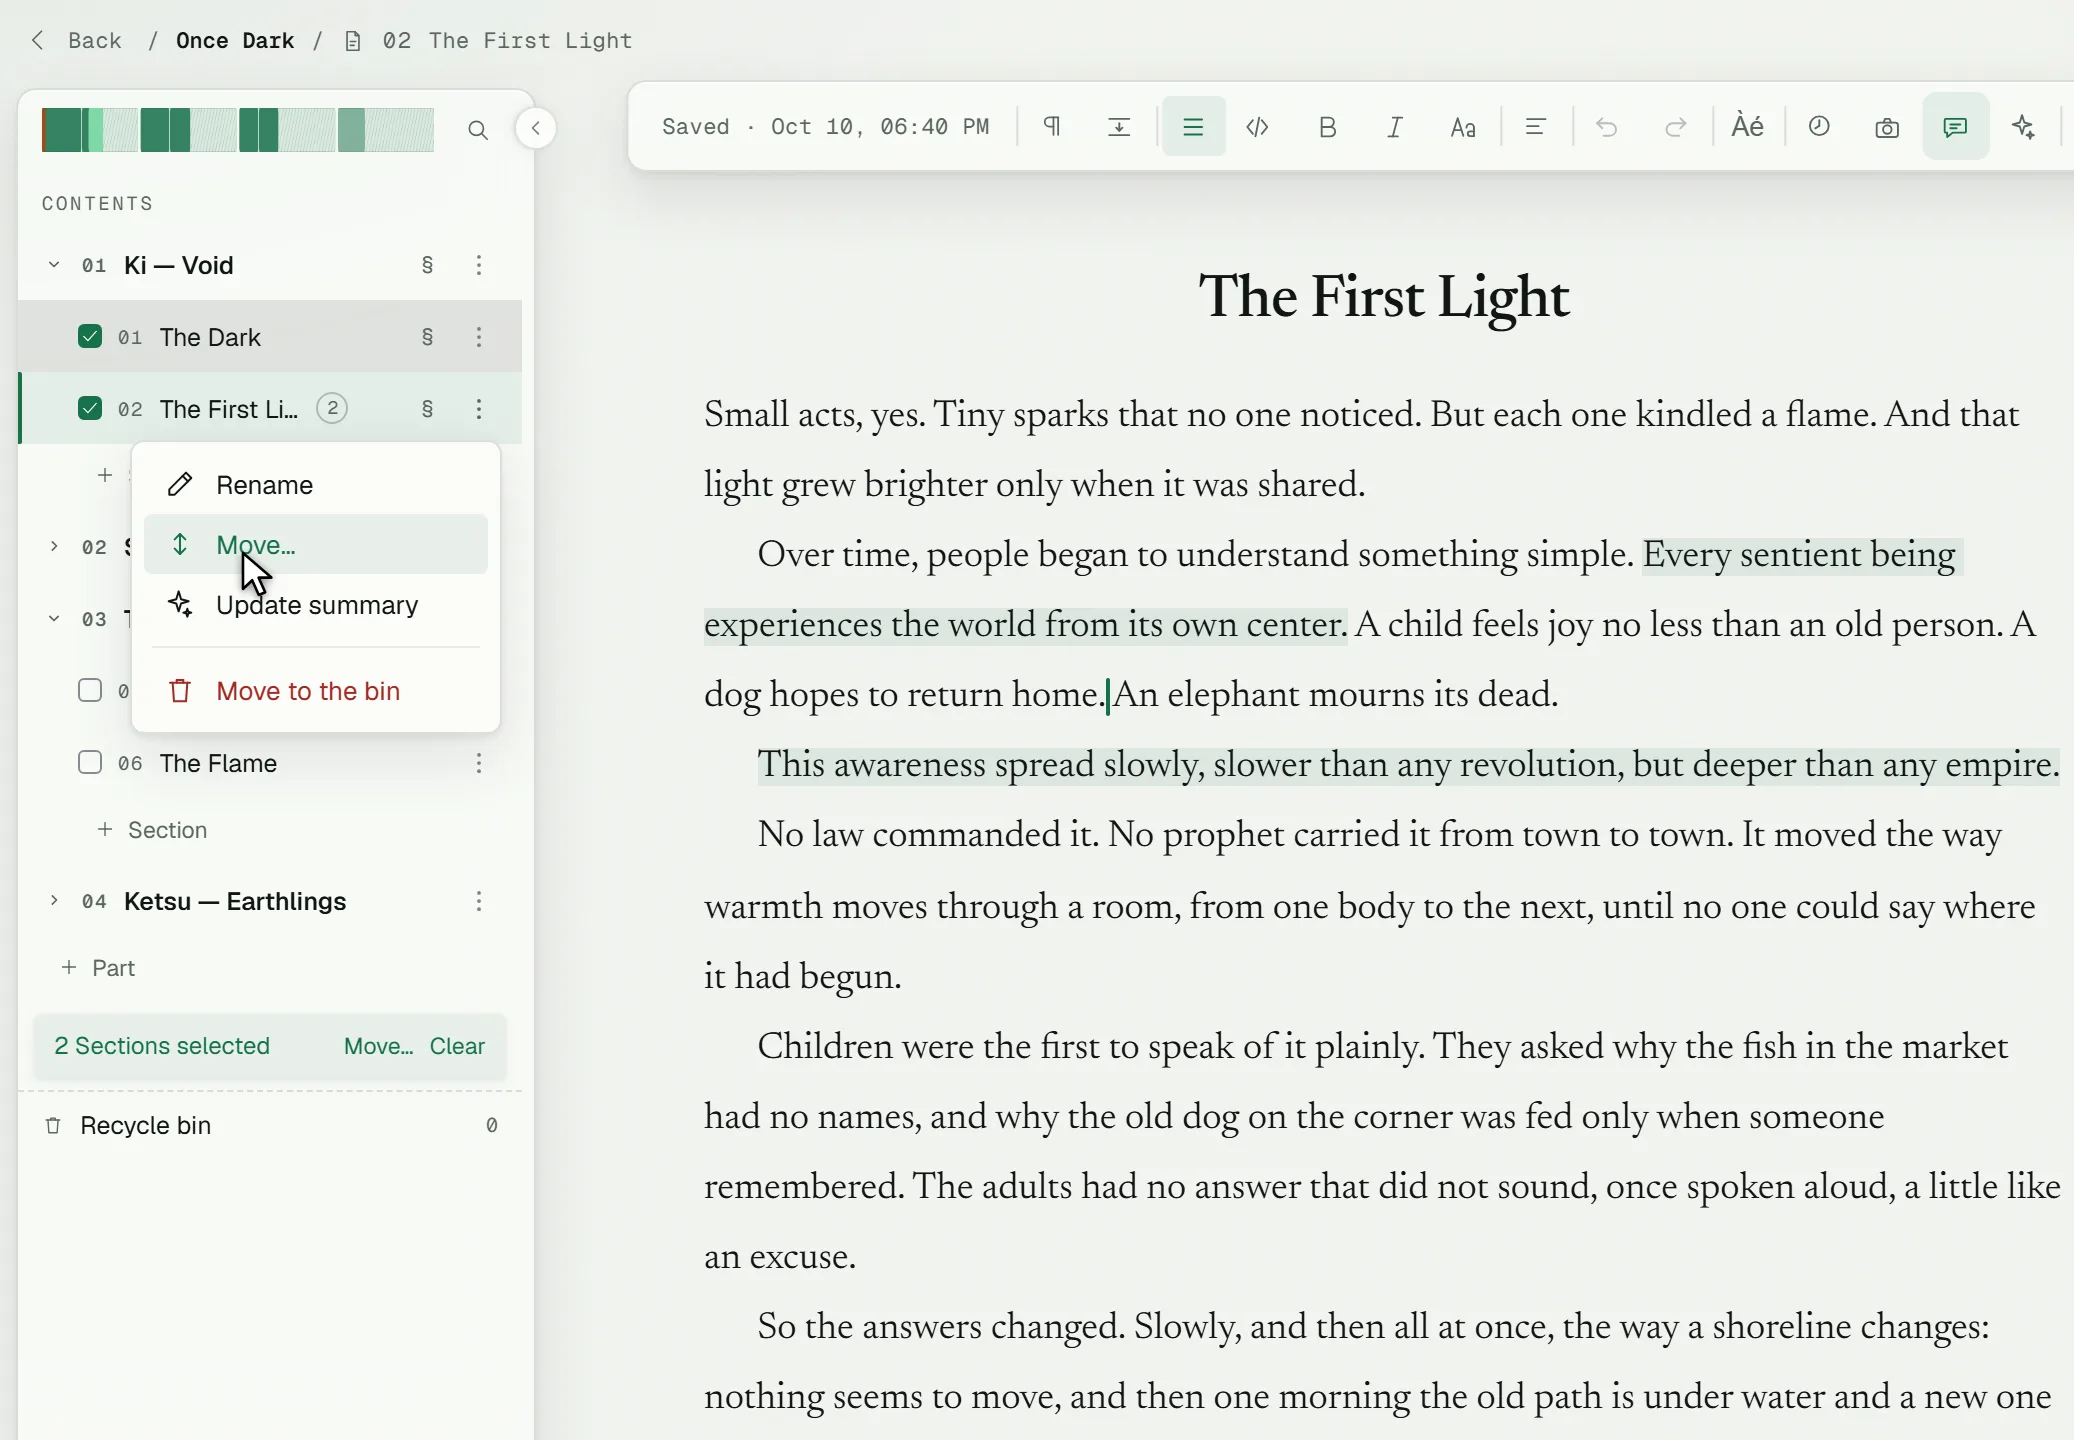 Back / Once Dark / 02 The First Light
Saved · Oct 10, 06:40 PM
B I Aa Àé
CONTENTS
01 Ki — Void §
01 The Dark §
02 The First Li… 2 §
Rename
02
Move…
Update summary
03
Move to the bin
06 The Flame
+ Section
04 Ketsu — Earthlings
+ Part
2 Sections selected Move… Clear
Recycle bin 0
The First Light
Small acts, yes. Tiny sparks that no one noticed. But each one kindled a flame. And that
light grew brighter only when it was shared.
Over time, people began to understand something simple. Every sentient being
experiences the world from its own center. A child feels joy no less than an old person. A
dog hopes to return home. An elephant mourns its dead.
This awareness spread slowly, slower than any revolution, but deeper than any empire.
No law commanded it. No prophet carried it from town to town. It moved the way
warmth moves through a room, from one body to the next, until no one could say where
it had begun.
Children were the first to speak of it plainly. They asked why the fish in the market
had no names, and why the old dog on the corner was fed only when someone
remembered. The adults had no answer that did not sound, once spoken aloud, a little like
an excuse.
So the answers changed. Slowly, and then all at once, the way a shoreline changes:
nothing seems to move, and then one morning the old path is under water and a new one